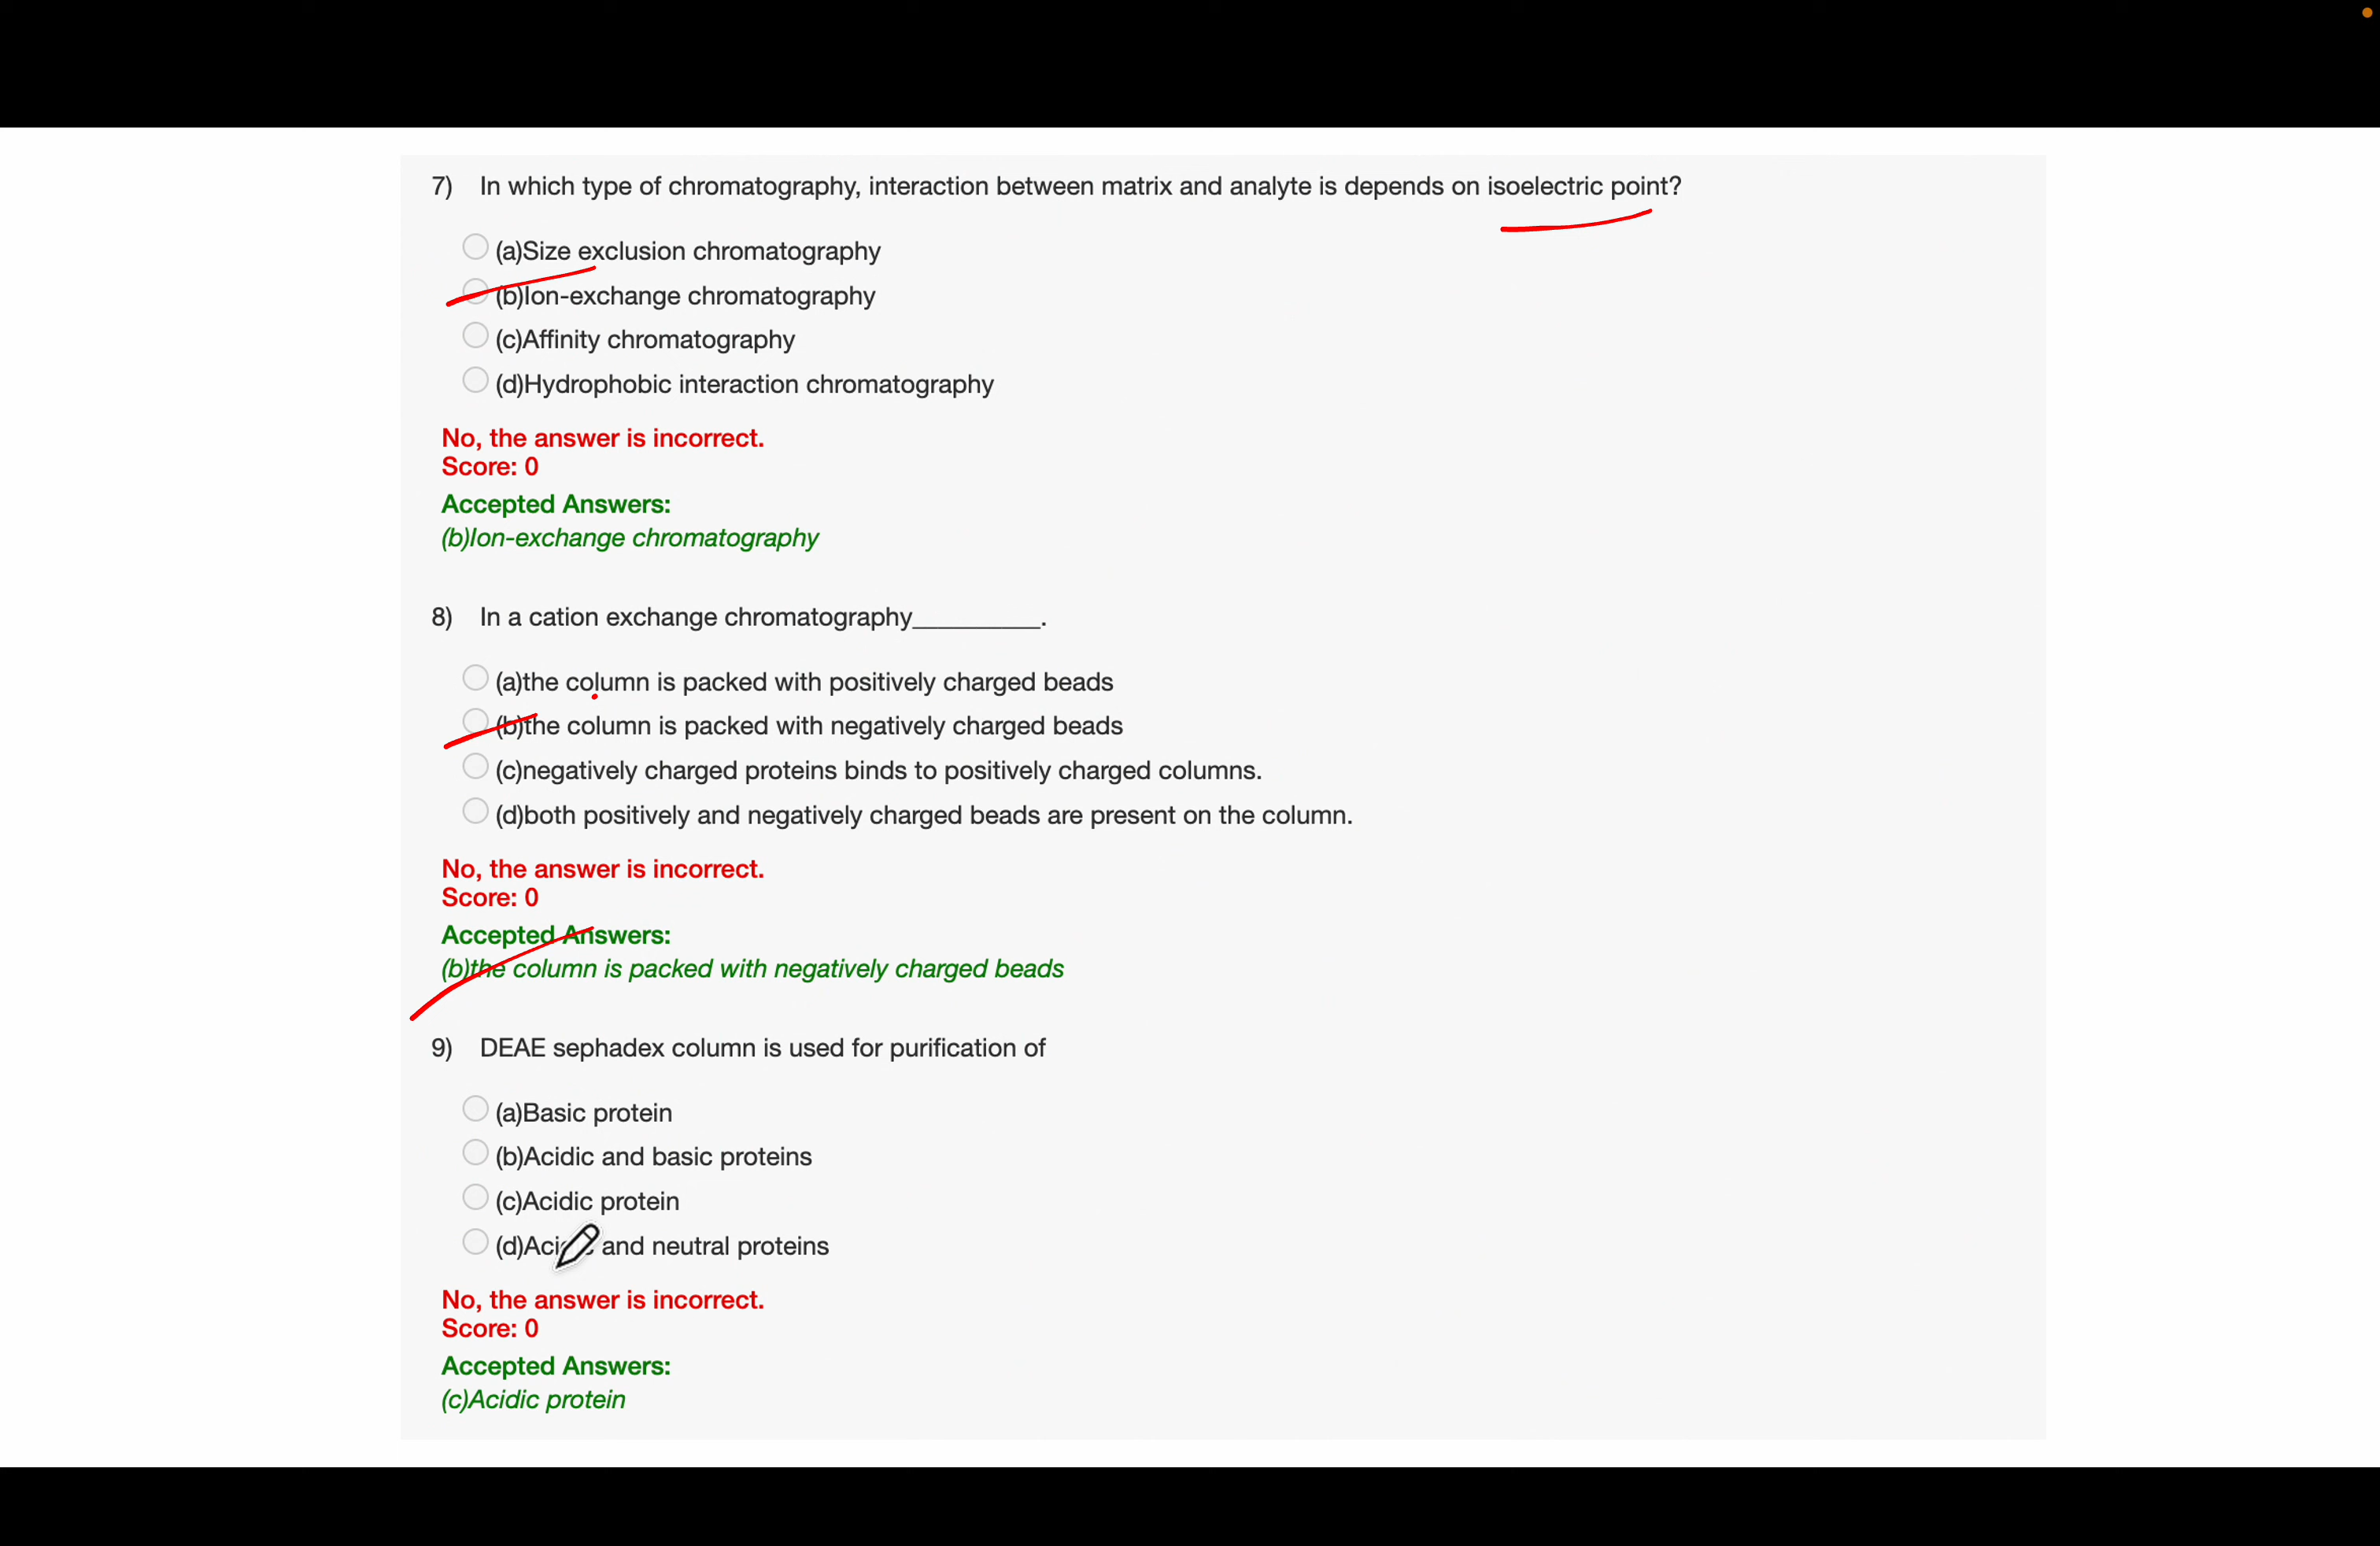 7) In which type of chromatography, interaction between matrix and analyte is depends on isoelectric point?
(a)Size exclusion chromatography
(b)Ion-exchange chromatography
(c)Affinity chromatography
(d)Hydrophobic interaction chromatography
No, the answer is incorrect.
Score: 0
Accepted Answers:
(b)Ion-exchange chromatography
8) In a cation exchange chromatography__________.
(a)the column is packed with positively charged beads
(b)the column is packed with negatively charged beads
(c)negatively charged proteins binds to positively charged columns.
(d)both positively and negatively charged beads are present on the column.
No, the answer is incorrect.
Score: 0
Accepted Answers:
(b)the column is packed with negatively charged beads
9) DEAE sephadex column is used for purification of
(a)Basic protein
(b)Acidic and basic proteins
(c)Acidic protein
(d)Acidic and neutral proteins
No, the answer is incorrect.
Score: 0
Accepted Answers:
(c)Acidic protein